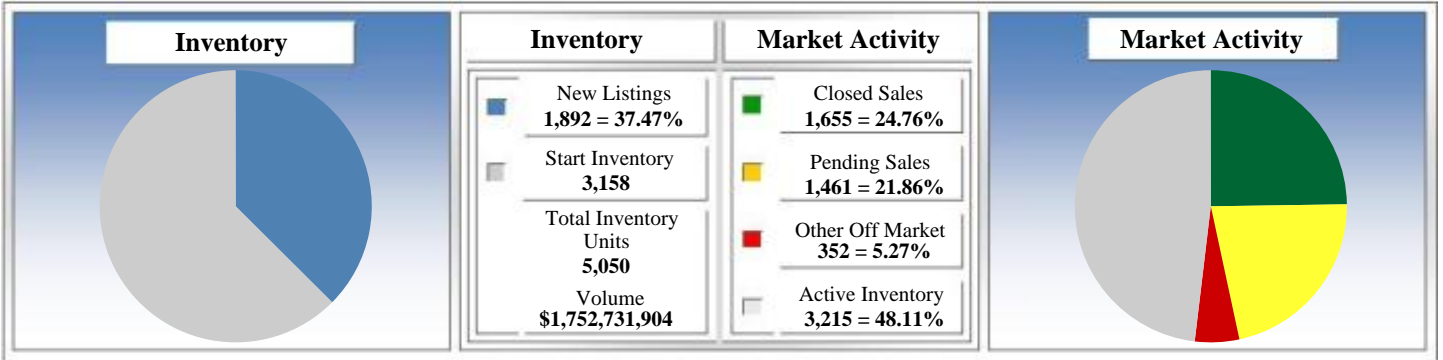 Inventory
Inventory
Market Activity
New Listings
1,892 = 37.47%
Start Inventory
3,158
Total Inventory
Units
5,050
Volume
$1,752,731,904
Closed Sales
1,655 = 24.76%
Pending Sales
1,461 = 21.86%
Other Off Market
352 = 5.27%
Active Inventory
3,215 = 48.11%
Market Activity